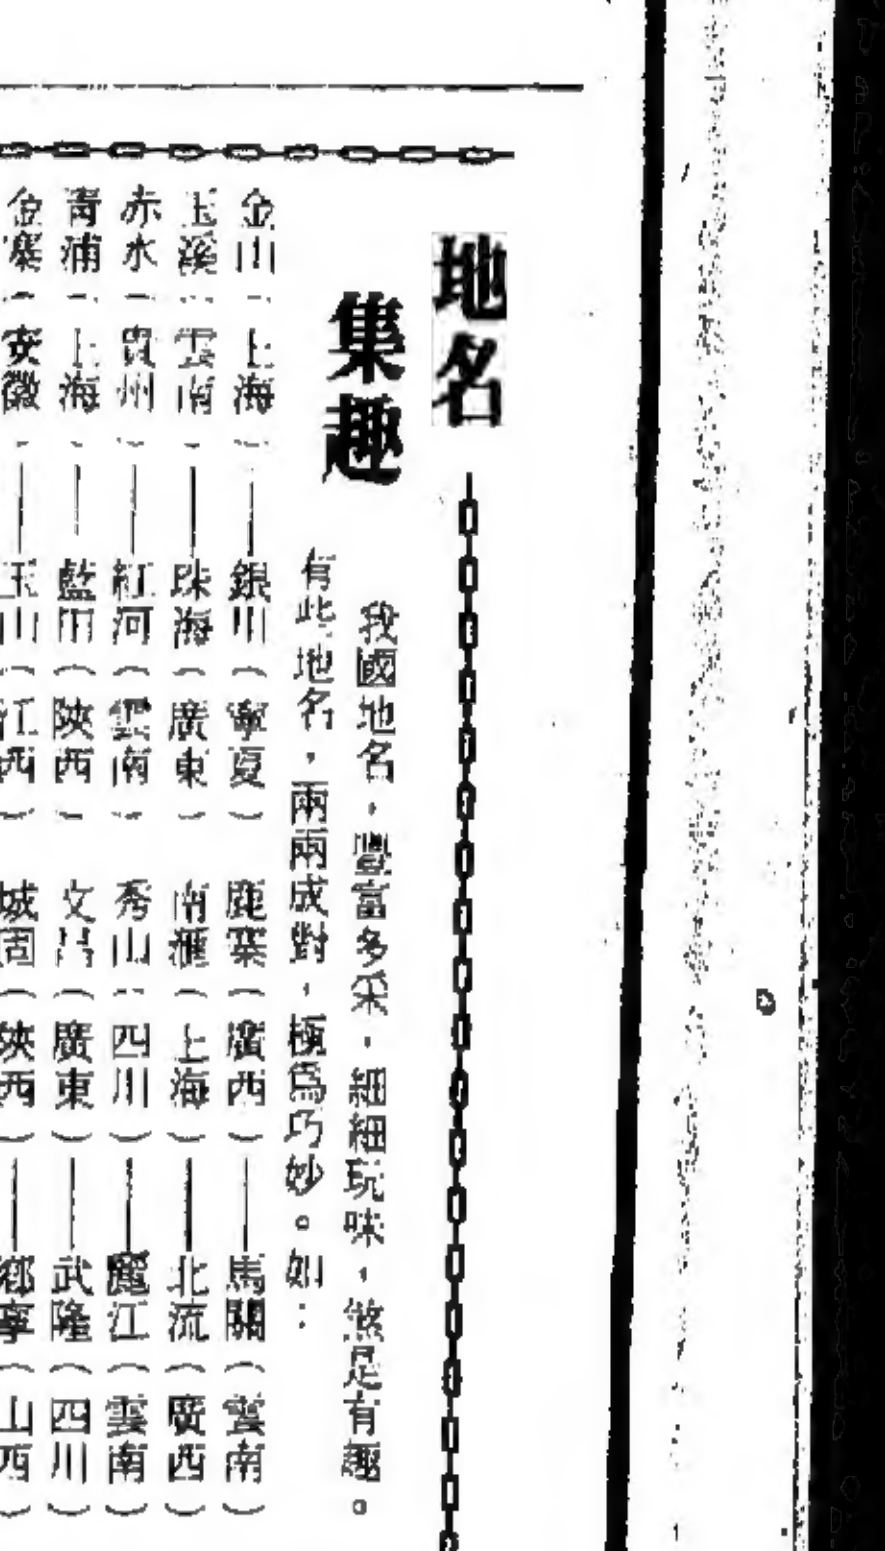 地名
集趣
我國地名，豐富多采，細細玩味，煞是有趣。
有些地名，兩兩成對，極爲巧妙。如：
金山（上海）——銀川（寧夏） 鹿寨（廣西）——馬關（雲南）
玉溪（雲南）——珠海（廣東） 南滙（上海）——北流（廣西）
赤水（貴州）——紅河（雲南） 秀山（四川）——麗江（雲南）
青浦（上海）——藍田（陝西） 文昌（廣東）——武隆（四川）
金寨（安徽）——玉山（江西） 城固（陝西）——鄉寧（山西）